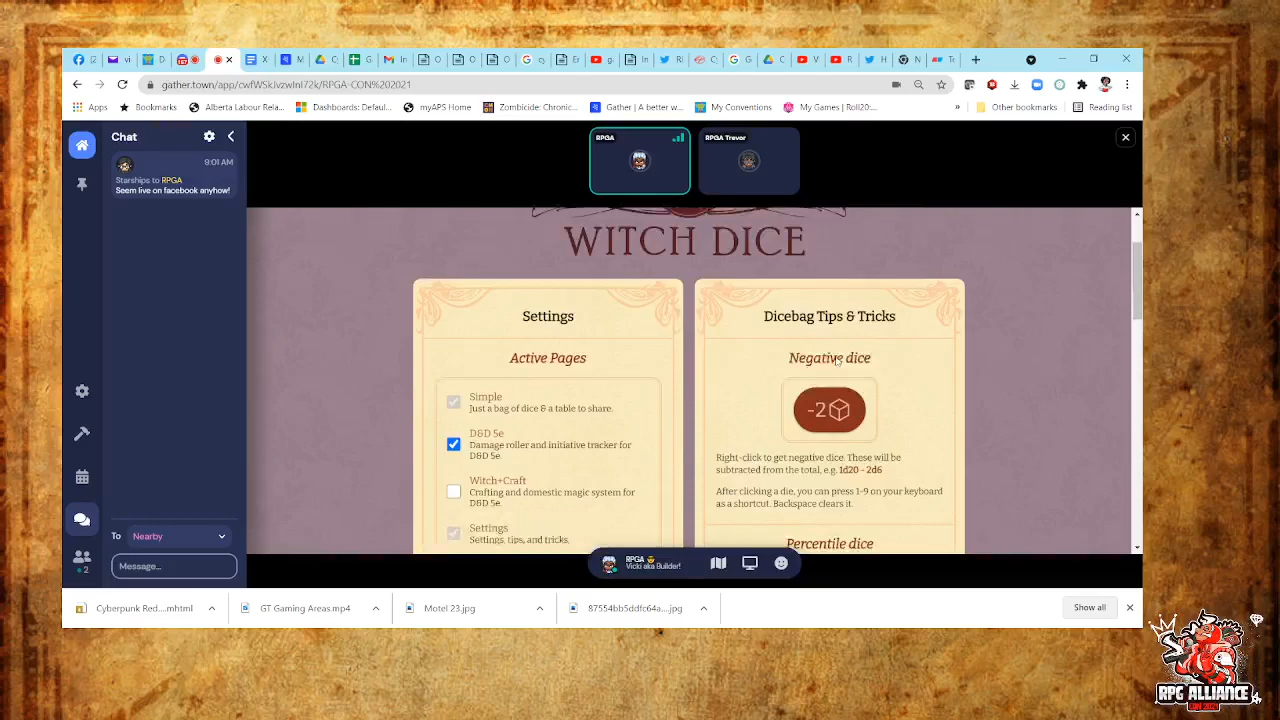 gather.town/app/cwfWSkJvzwInI72k/RPGA-CON%202021
Apps
Bookmarks
Alberta Labour Rela...
Dashboards: Defaul...
myAPS Home
Zombicide: Chronic...
Gather | A better w...
My Conventions
My Games | Roll20:...
»
Other bookmarks
Reading list
Chat
9:01 AM
Starships to RPGA
Seem live on facebook anyhow!
RPGA
RPGA Trevor
WITCH DICE
Settings
Active Pages
Simple
Just a bag of dice & a table to share.
D&D 5e
Damage roller and initiative tracker for
D&D 5e.
Witch+Craft
Crafting and domestic magic system for
D&D 5e.
Settings
Settings, tips, and tricks,
Dicebag Tips & Tricks
Negative dice
-2
Right-click to get negative dice. These will be
subtracted from the total, e.g. 1d20 - 2d6
After clicking a die, you can press 1-9 on your keyboard
as a shortcut. Backspace clears it.
Percentile dice
To
Nearby
Message...
2
RPGA
Vicki aka Builder!
Cyberpunk Red....mhtml
GT Gaming Areas.mp4
Motel 23.jpg
87554bb5ddfc64a....jpg
Show all
RPG ALLIANCE
CON 2021